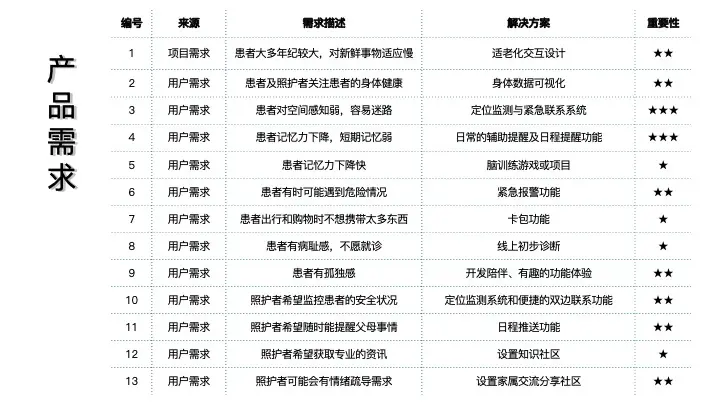 产品需求
编号 来源 需求描述 解决方案 重要性
1 项目需求 患者大多年纪较大，对新鲜事物适应慢 适老化交互设计 ★★
2 用户需求 患者及照护者关注患者的身体健康 身体数据可视化 ★★
3 用户需求 患者对空间感知弱，容易迷路 定位监测与紧急联系系统 ★★★
4 用户需求 患者记忆力下降，短期记忆弱 日常的辅助提醒及日程提醒功能 ★★★
5 用户需求 患者记忆力下降快 脑训练游戏或项目 ★
6 用户需求 患者有时可能遇到危险情况 紧急报警功能 ★★
7 用户需求 患者出行和购物时不想携带太多东西 卡包功能 ★
8 用户需求 患者有病耻感，不愿就诊 线上初步诊断 ★
9 用户需求 患者有孤独感 开发陪伴、有趣的功能体验 ★★
10 用户需求 照护者希望监控患者的安全状况 定位监测系统和便捷的双边联系功能 ★★
11 用户需求 照护者希望随时能提醒父母事情 日程推送功能 ★★
12 用户需求 照护者希望获取专业的资讯 设置知识社区 ★
13 用户需求 照护者可能会有情绪疏导需求 设置家属交流分享社区 ★★